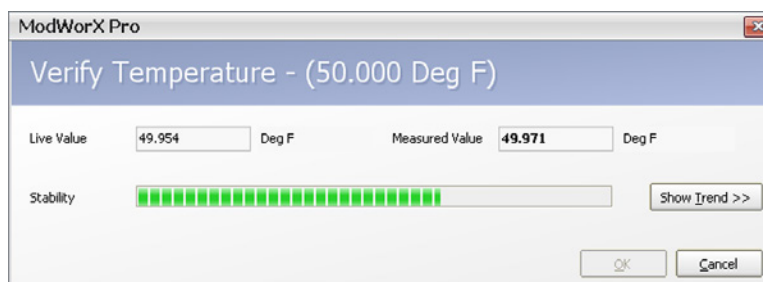 ModWorX Pro
Verify Temperature - (50.000 Deg F)
Live Value 49.954 Deg F Measured Value 49.971 Deg F
Stability Show Trend >>
OK Cancel